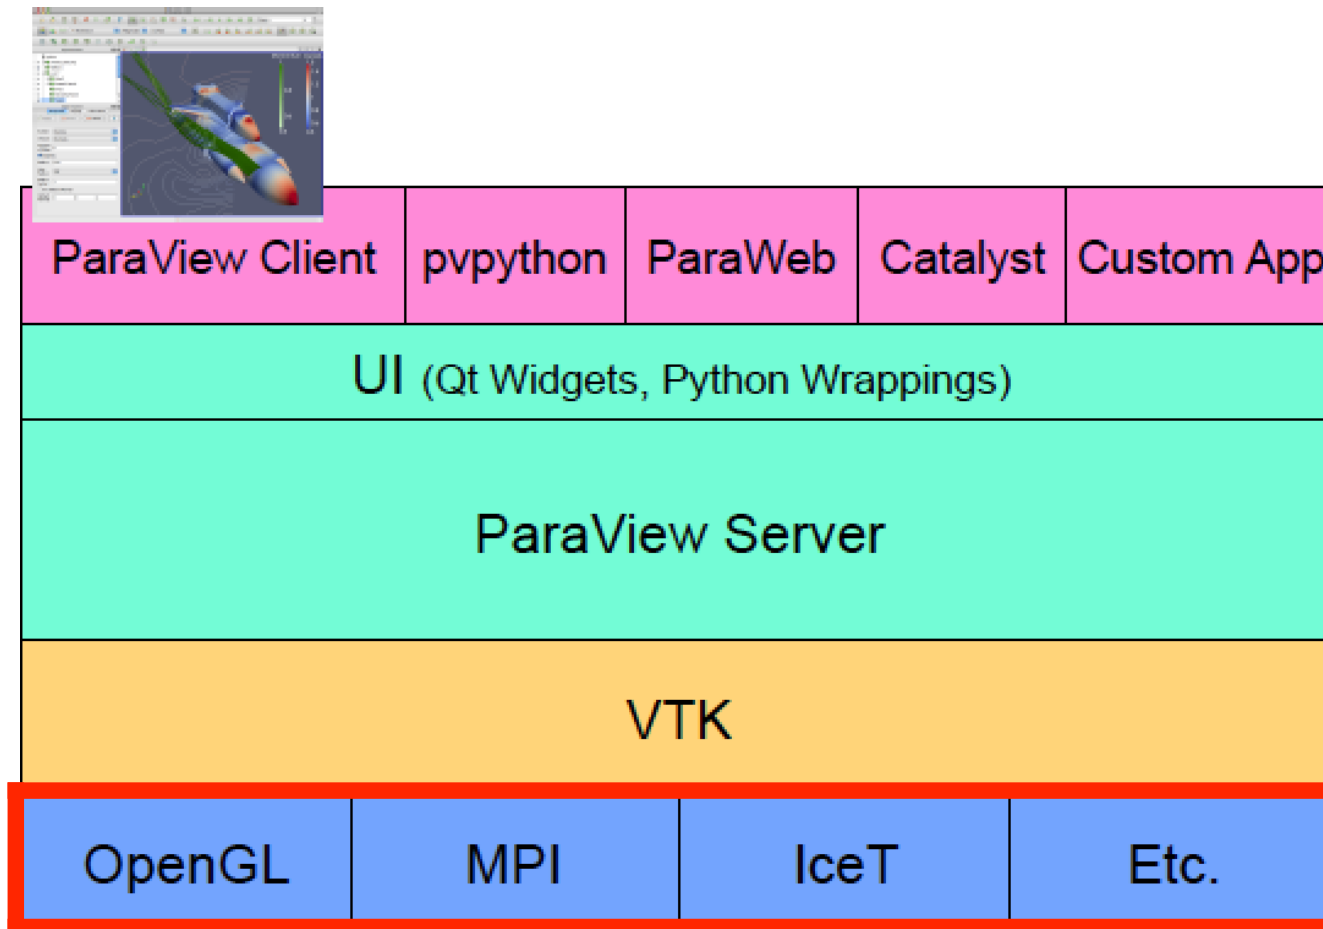 ParaView Client
pvpython
ParaWeb
Catalyst
Custom App
UI (Qt Widgets, Python Wrappings)
ParaView Server
VTK
OpenGL
MPI
IceT
Etc.